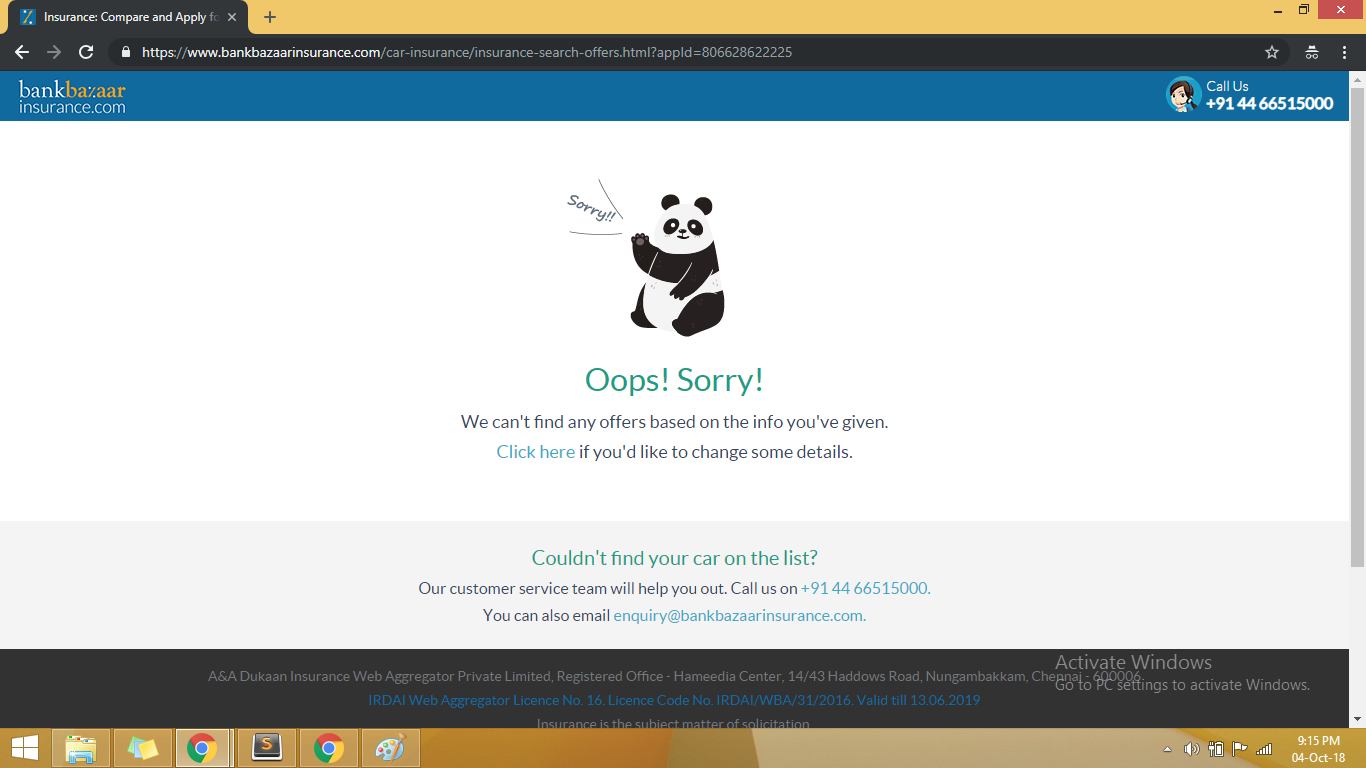 Insurance: Compare and Apply fo
https://www.bankbazaarinsurance.com/car-insurance/insurance-search-offers.html?appId=806628622225
bankbazaar
insurance.com
Call Us
+91 44 66515000
Sorry!!
Oops! Sorry!
We can't find any offers based on the info you've given.
Click here if you'd like to change some details.
Couldn't find your car on the list?
Our customer service team will help you out. Call us on +91 44 66515000.
You can also email enquiry@bankbazaarinsurance.com.
A&A Dukaan Insurance Web Aggregator Private Limited, Registered Office - Hameedia Center, 14/43 Haddows Road, Nungambakkam, Chennai - 600006.
IRDAI Web Aggregator Licence No. 16. Licence Code No. IRDAI/WBA/31/2016. Valid till 13.06.2019
Insurance is the subject matter of solicitation
Activate Windows
Go to PC settings to activate Windows.
S
9:15 PM
04-Oct-18